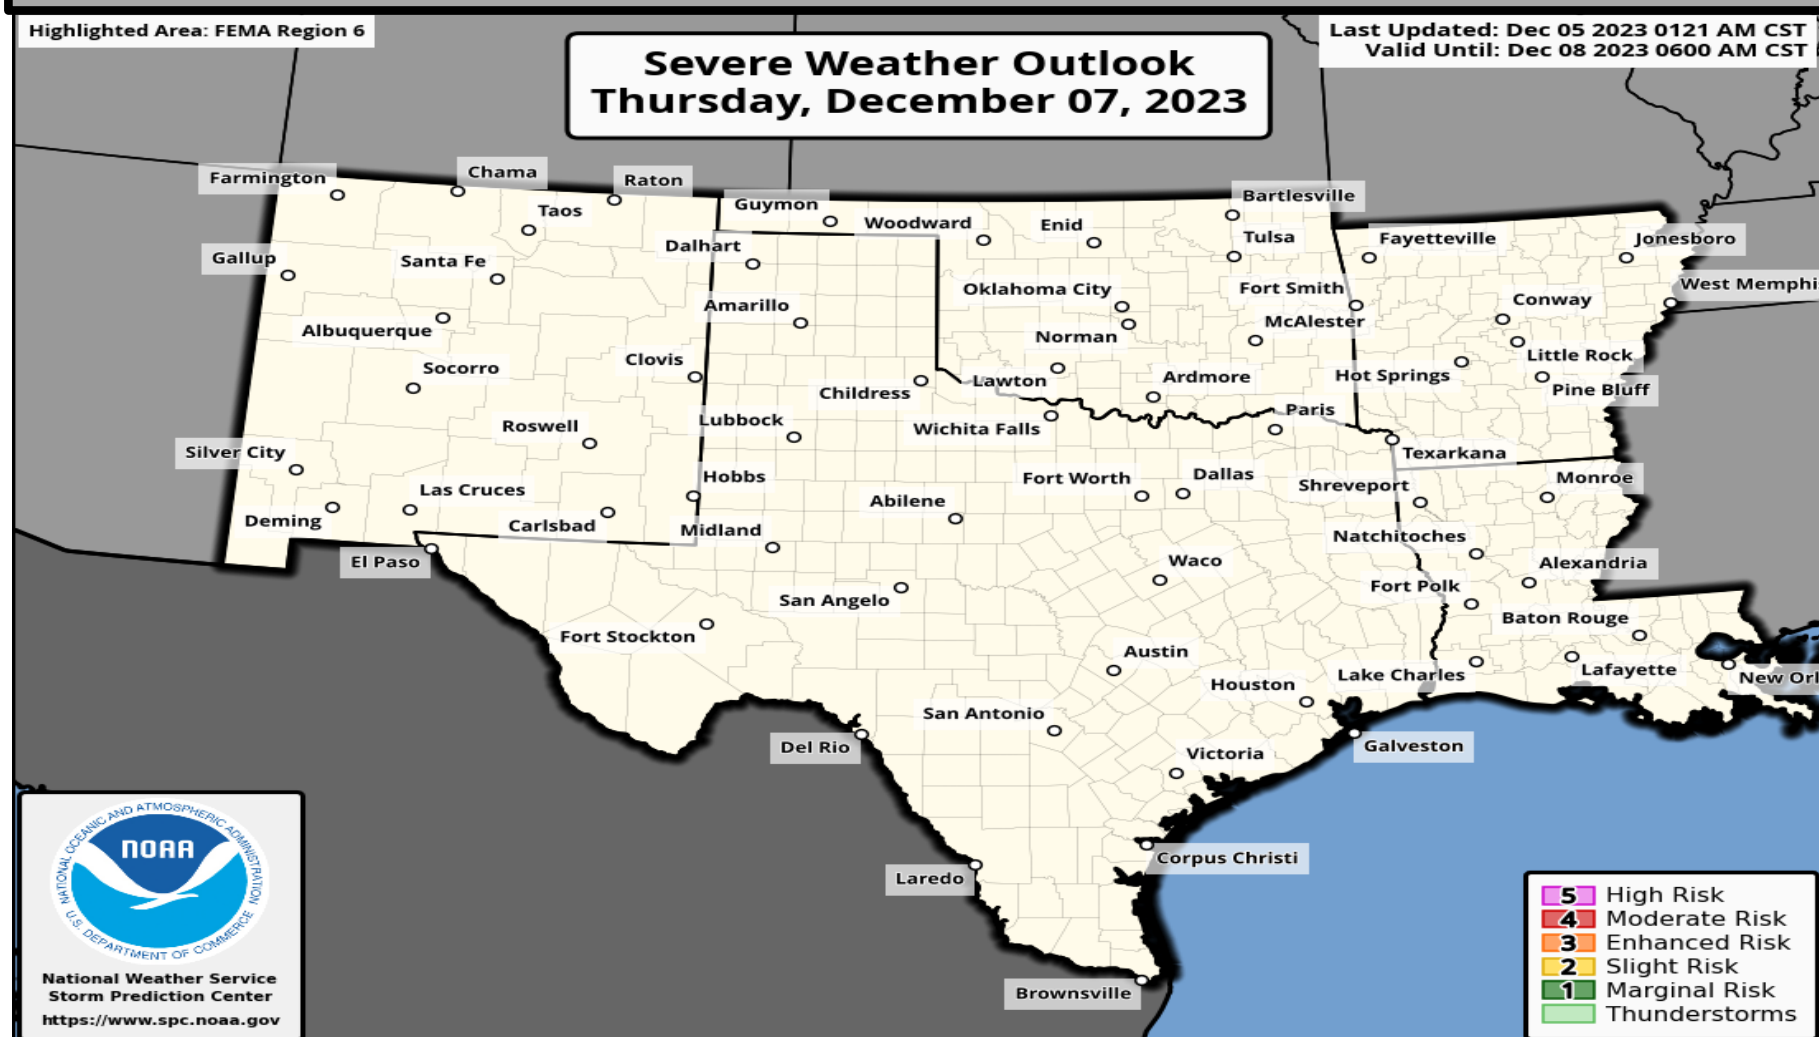 Highlighted Area: FEMA Region 6
Last Updated: Dec 05 2023 0121 AM CST
Valid Until: Dec 08 2023 0600 AM CST
Severe Weather Outlook
Thursday, December 07, 2023
Farmington
Chama
Raton
Guymon
Bartlesville
Taos
Woodward
Enid
Tulsa
Fayetteville
Jonesboro
Gallup
Santa Fe
Dalhart
West Memphi
Oklahoma City
Fort Smith
Conway
Amarillo
McAlester
Albuquerque
Norman
Little Rock
Socorro
Clovis
Childress
Lawton
Ardmore
Hot Springs
Pine Bluff
Roswell
Lubbock
Wichita Falls
Paris
Texarkana
Silver City
Hobbs
Fort Worth
Dallas
Shreveport
Monroe
Las Cruces
Abilene
Deming
Carlsbad
Midland
Natchitoches
El Paso
Waco
Alexandria
San Angelo
Fort Polk
Fort Stockton
Baton Rouge
Austin
Lake Charles
Lafayette
New Orl
Houston
San Antonio
Del Rio
Victoria
Galveston
Corpus Christi
Laredo
Brownsville
NATIONAL OCEANIC AND ATMOSPHERIC ADMINISTRATION
NOAA
U.S. DEPARTMENT OF COMMERCE
National Weather Service
Storm Prediction Center
https://www.spc.noaa.gov
5 High Risk
4 Moderate Risk
3 Enhanced Risk
2 Slight Risk
1 Marginal Risk
Thunderstorms